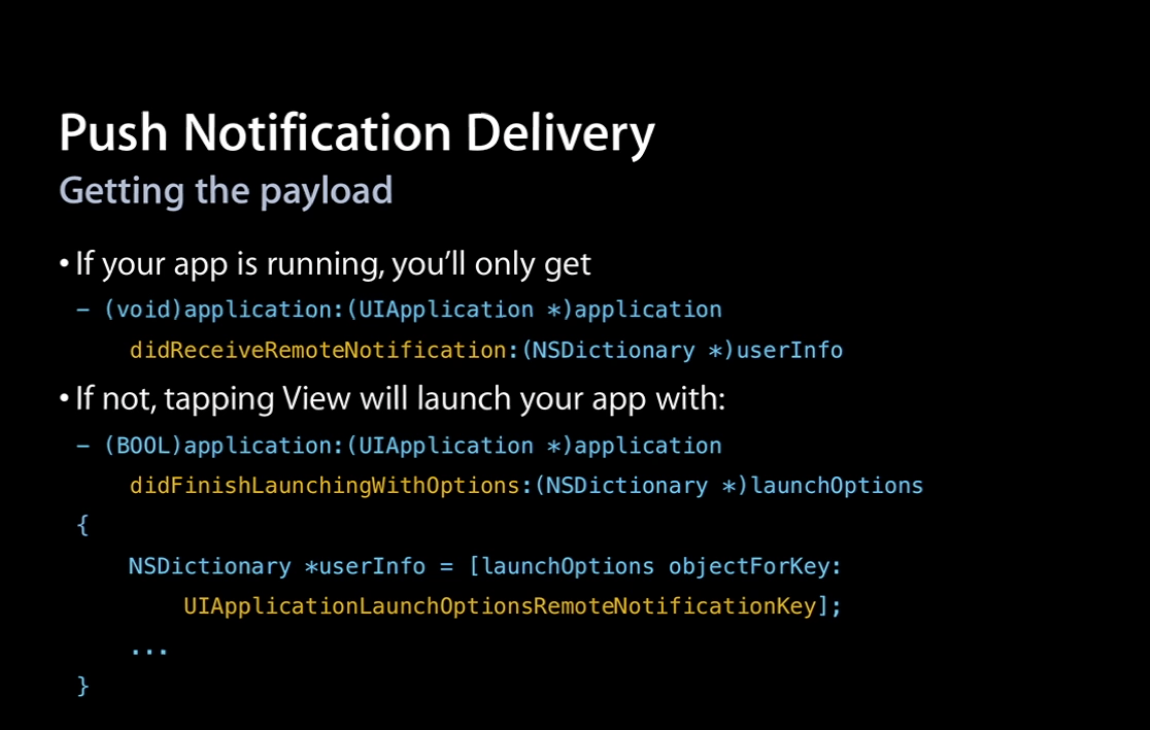 Push Notification Delivery
Getting the payload
• If your app is running, you’ll only get
– (void)application:(UIApplication *)application
didReceiveRemoteNotification:(NSDictionary *)userInfo
• If not, tapping View will launch your app with:
– (BOOL)application:(UIApplication *)application
didFinishLaunchingWithOptions:(NSDictionary *)launchOptions
{
NSDictionary *userInfo = [launchOptions objectForKey:
UIApplicationLaunchOptionsRemoteNotificationKey];
...
}